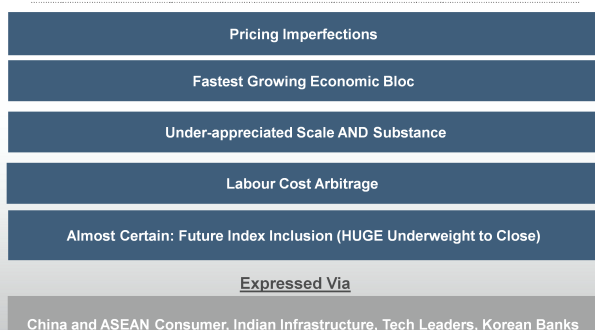 Pricing Imperfections
Fastest Growing Economic Bloc
Under-appreciated Scale AND Substance
Labour Cost Arbitrage
Almost Certain: Future Index Inclusion (HUGE Underweight to Close)
Expressed Via
China and ASEAN Consumer, Indian Infrastructure, Tech Leaders, Korean Banks